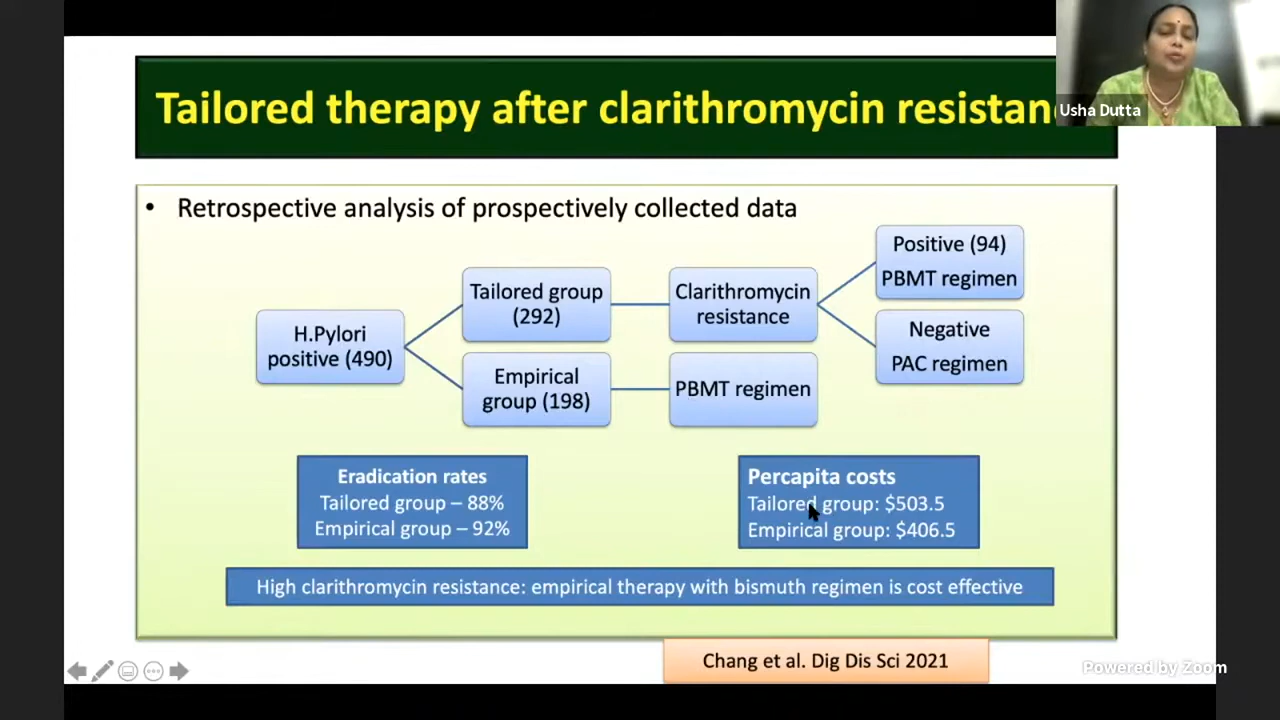 Tailored therapy after clarithromycin resistan
Usha Dutta
• Retrospective analysis of prospectively collected data
H.Pylori
positive (490)
Tailored group
(292)
Clarithromycin
resistance
Positive (94)
PBMT regimen
Negative
PAC regimen
Empirical
group (198)
PBMT regimen
Eradication rates
Tailored group – 88%
Empirical group – 92%
Percapita costs
Tailored group: $503.5
Empirical group: $406.5
High clarithromycin resistance: empirical therapy with bismuth regimen is cost effective
Chang et al. Dig Dis Sci 2021
Powered by Zoom